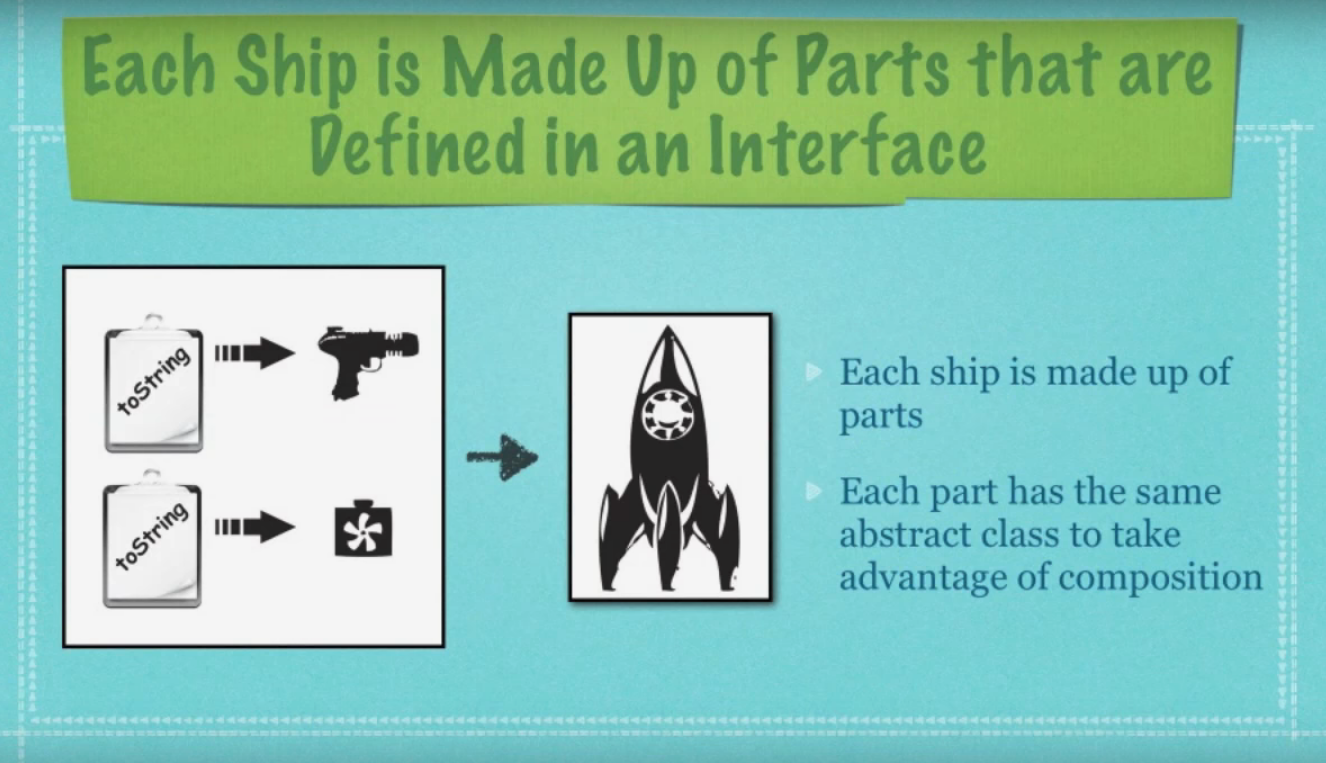 Each Ship is Made Up of Parts that are
Defined in an Interface
toString
toString
Each ship is made up of
parts
Each part has the same
abstract class to take
advantage of composition